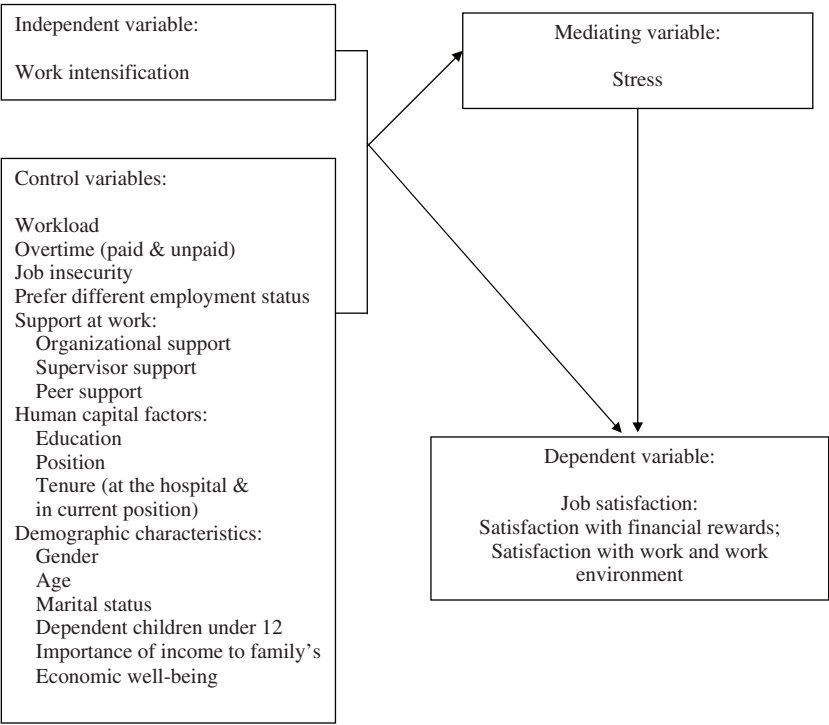 Independent variable:
Work intensification
Mediating variable:
Stress
Control variables:
Workload
Overtime (paid & unpaid)
Job insecurity
Prefer different employment status
Support at work:
Organizational support
Supervisor support
Peer support
Human capital factors:
Education
Position
Tenure (at the hospital &
in current position)
Demographic characteristics:
Gender
Age
Marital status
Dependent children under 12
Importance of income to family's
Economic well-being
Dependent variable:
Job satisfaction:
Satisfaction with financial rewards;
Satisfaction with work and work
environment